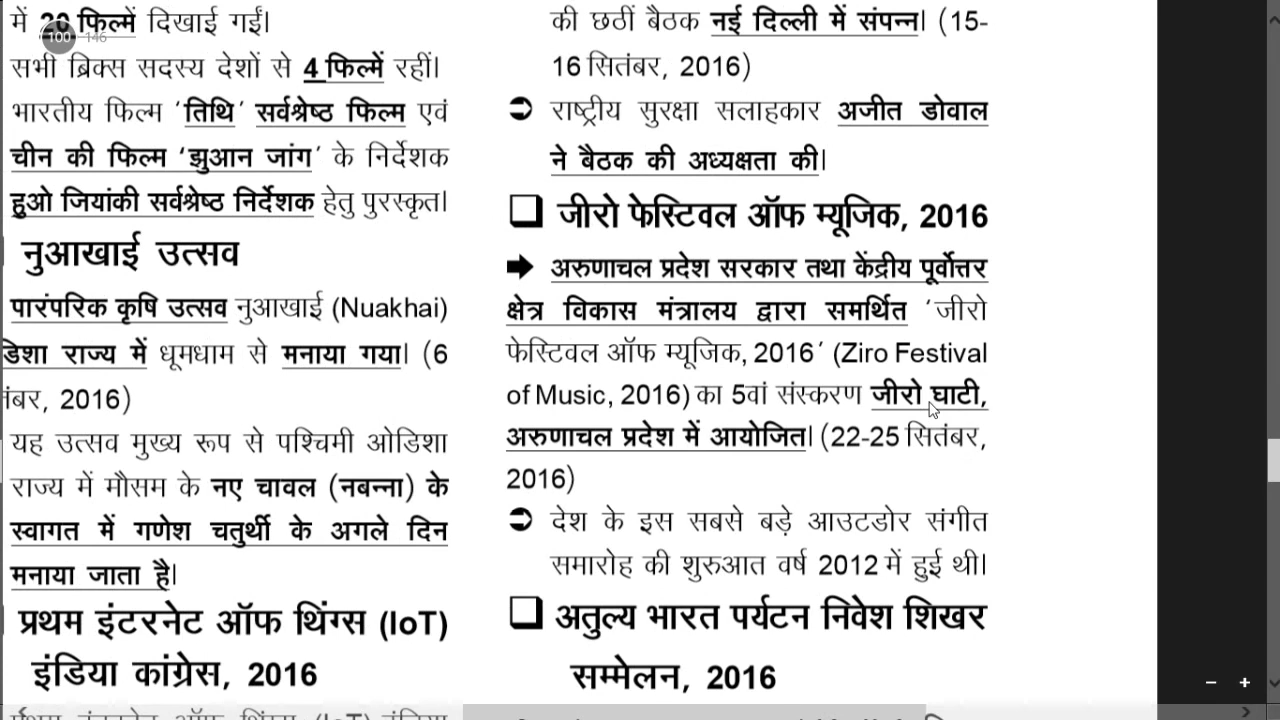 में 20 फिल्में दिखाई गईं।
100 146
सभी ब्रिक्स सदस्य देशों से 4 फिल्में रहीं।
भारतीय फिल्म ‘तिथि’ सर्वश्रेष्ठ फिल्म एवं
चीन की फिल्म ‘झुआन जांग’ के निर्देशक
हुओ जियांकी सर्वश्रेष्ठ निर्देशक हेतु पुरस्कृत।
नुआखाई उत्सव
पारंपरिक कृषि उत्सव नुआखाई (Nuakhai)
डिशा राज्य में धूमधाम से मनाया गया। (6
तंबर, 2016)
यह उत्सव मुख्य रूप से पश्चिमी ओडिशा
राज्य में मौसम के नए चावल (नबन्ना) के
स्वागत में गणेश चतुर्थी के अगले दिन
मनाया जाता है।
प्रथम इंटरनेट ऑफ थिंग्स (IoT)
इंडिया कांग्रेस, 2016
की छठीं बैठक नई दिल्ली में संपन्न। (15-
16 सितंबर, 2016)
➲ राष्ट्रीय सुरक्षा सलाहकार अजीत डोवाल
ने बैठक की अध्यक्षता की।
❑ जीरो फेस्टिवल ऑफ म्यूजिक, 2016
➡ अरुणाचल प्रदेश सरकार तथा केंद्रीय पूर्वोत्तर
क्षेत्र विकास मंत्रालय द्वारा समर्थित ‘जीरो
फेस्टिवल ऑफ म्यूजिक, 2016’ (Ziro Festival
of Music, 2016) का 5वां संस्करण जीरो घाटी,
अरुणाचल प्रदेश में आयोजित। (22-25 सितंबर,
2016)
➲ देश के इस सबसे बड़े आउटडोर संगीत
समारोह की शुरुआत वर्ष 2012 में हुई थी।
❑ अतुल्य भारत पर्यटन निवेश शिखर
सम्मेलन, 2016